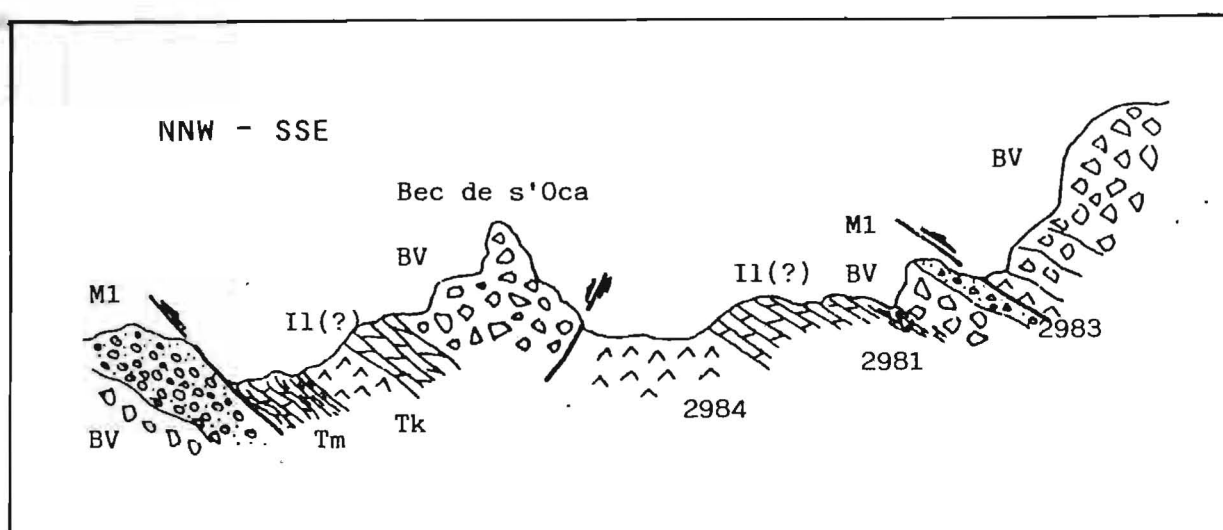 NNW - SSE
Bec de s'Oca
BV
BV
M1
M1
Il(?)
Il(?)
BV
2983
2981
2984
Tk
Tm
BV